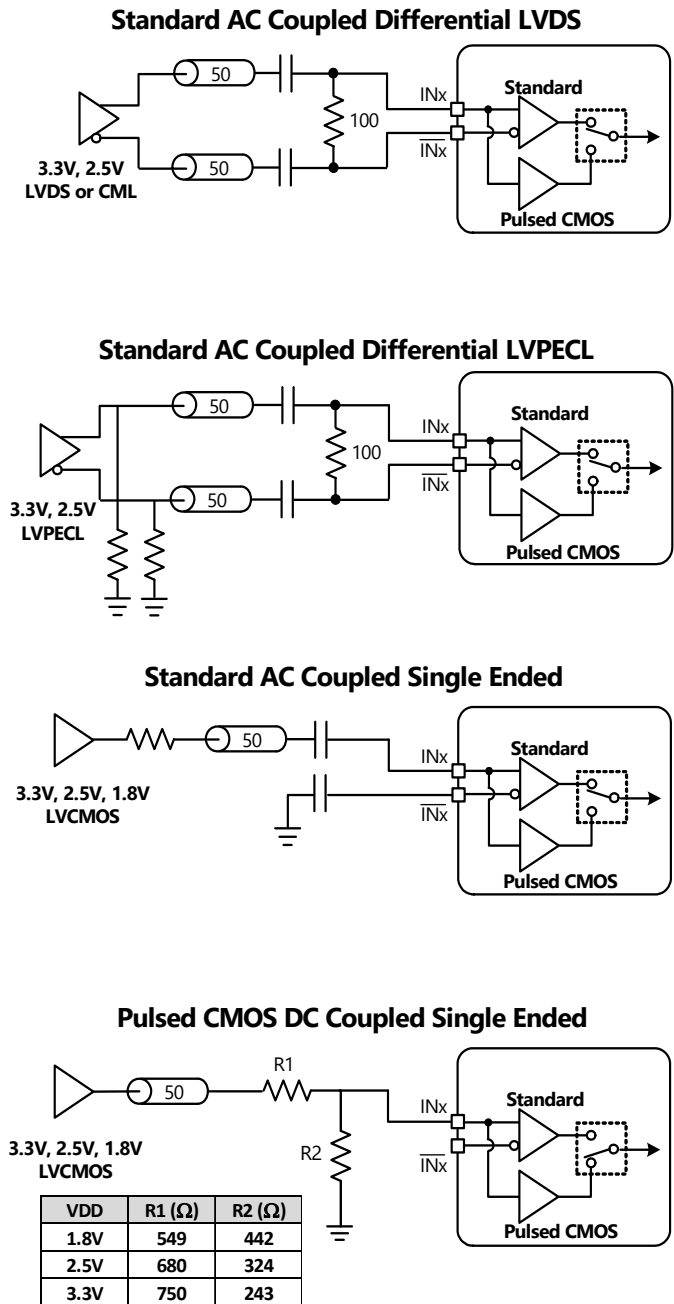 Standard AC Coupled Differential LVDS
50
50
100
3.3V, 2.5V
LVDS or CML
INx
INx
Standard
Pulsed CMOS
Standard AC Coupled Differential LVPECL
50
50
100
3.3V, 2.5V
LVPECL
INx
INx
Standard
Pulsed CMOS
Standard AC Coupled Single Ended
50
3.3V, 2.5V, 1.8V
LVCMOS
INx
INx
Standard
Pulsed CMOS
Pulsed CMOS DC Coupled Single Ended
50
R1
R2
3.3V, 2.5V, 1.8V
LVCMOS
INx
INx
Standard
Pulsed CMOS
VDD R1 (Ω) R2 (Ω)
1.8V 549 442
2.5V 680 324
3.3V 750 243